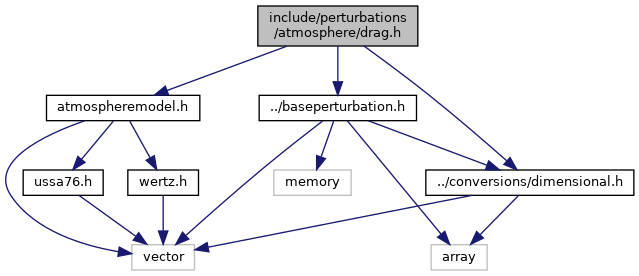 include/perturbations
/atmosphere/drag.h
atmospheremodel.h
../baseperturbation.h
ussa76.h
wertz.h
memory
../conversions/dimensional.h
vector
array